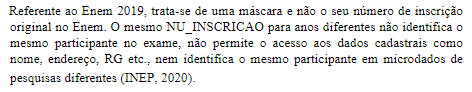 Referente ao Enem 2019, trata-se de uma máscara e não o seu número de inscrição
original no Enem. O mesmo NU_INSCRICAO para anos diferentes não identifica o
mesmo participante no exame, não permite o acesso aos dados cadastrais como
nome, endereço, RG etc., nem identifica o mesmo participante em microdados de
pesquisas diferentes (INEP, 2020).